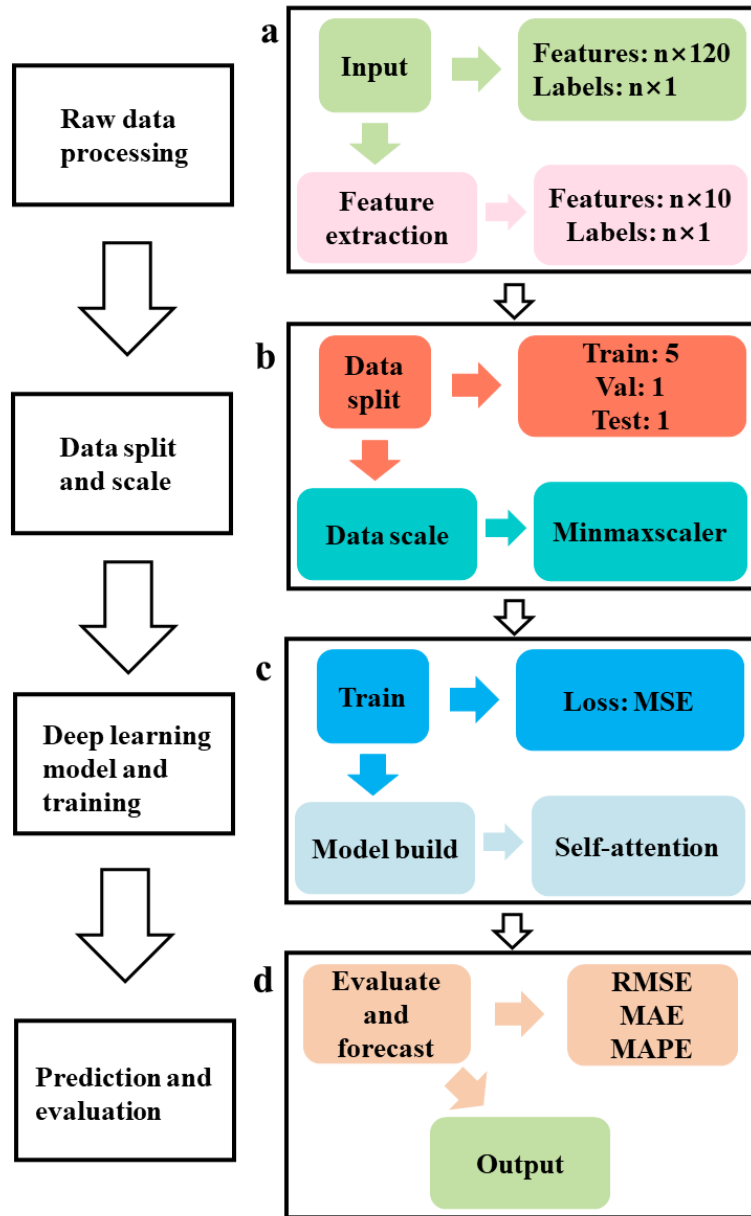 Raw data
processing
Data split
and scale
Deep learning
model and
training
Prediction and
evaluation
a
Input
Features: n×120
Labels: n×1
Feature
extraction
Features: n×10
Labels: n×1
b
Data
split
Train: 5
Val: 1
Test: 1
Data scale
Minmaxscaler
c
Train
Loss: MSE
Model build
Self-attention
d
Evaluate
and
forecast
RMSE
MAE
MAPE
Output